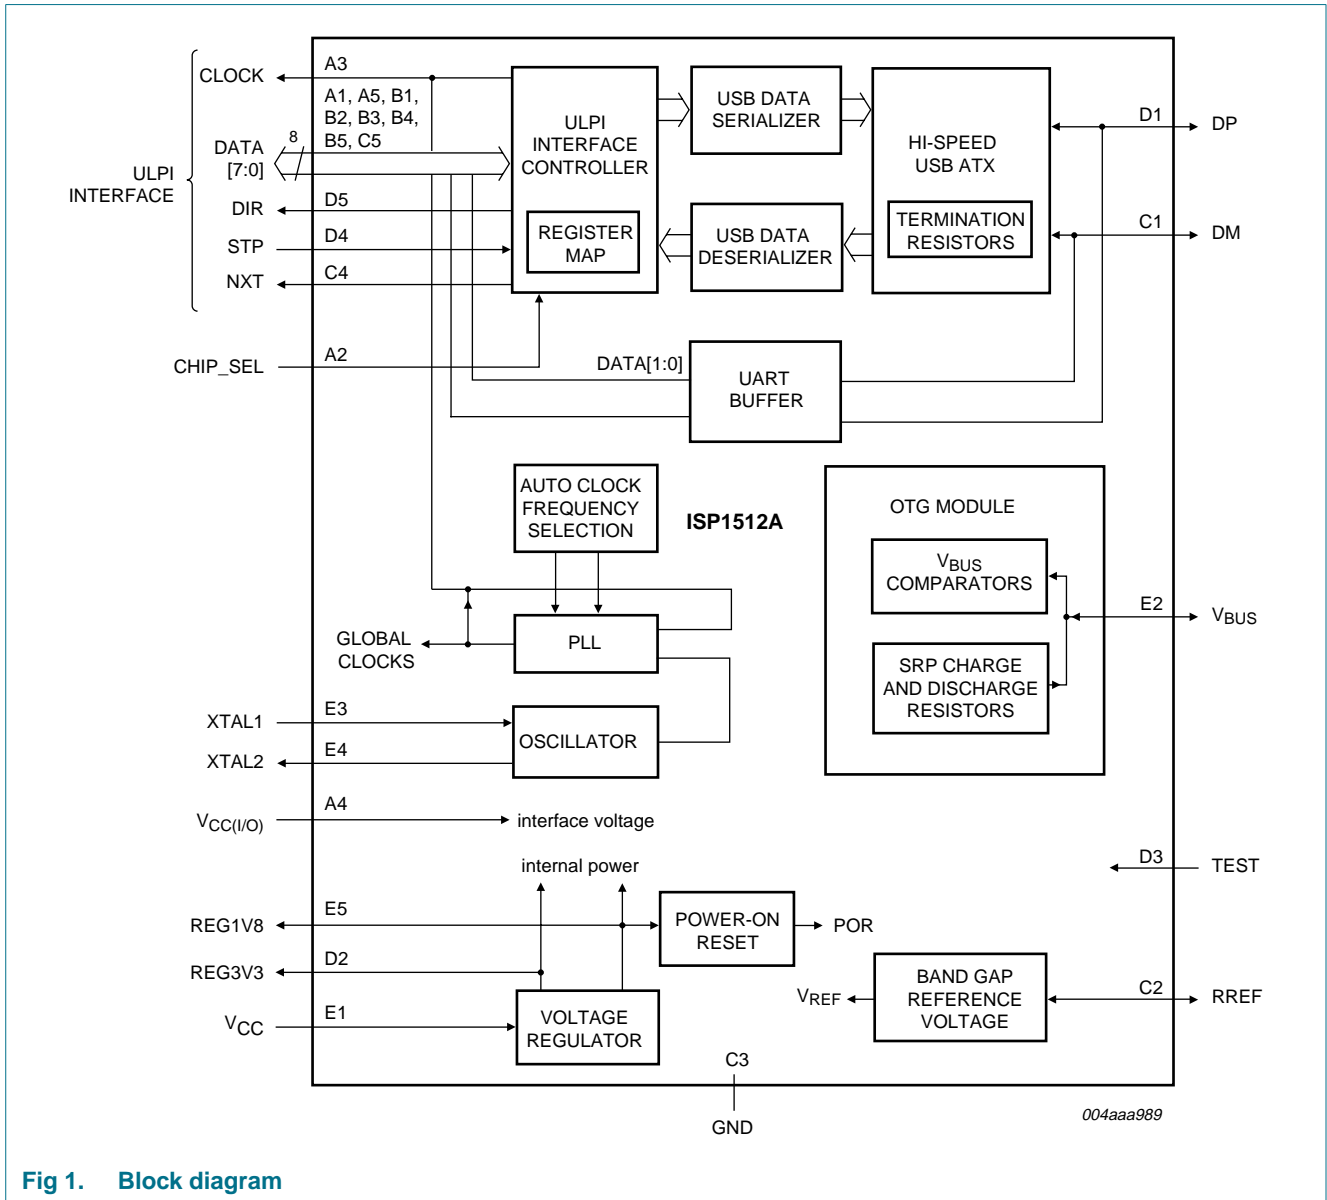 CLOCK
A3
A1, A5, B1,
B2, B3, B4,
B5, C5
8
DATA
[7:0]
ULPI
INTERFACE
DIR
D5
STP
D4
NXT
C4
CHIP_SEL
A2
ULPI
INTERFACE
CONTROLLER
REGISTER
MAP
USB DATA
SERIALIZER
USB DATA
DESERIALIZER
HI-SPEED
USB ATX
TERMINATION
RESISTORS
D1
DP
C1
DM
DATA[1:0]
UART
BUFFER
AUTO CLOCK
FREQUENCY
SELECTION
ISP1512A
OTG MODULE
VBUS
COMPARATORS
SRP CHARGE
AND DISCHARGE
RESISTORS
E2
VBUS
GLOBAL
CLOCKS
PLL
XTAL1
E3
XTAL2
E4
OSCILLATOR
VCC(I/O)
A4
interface voltage
internal power
D3
TEST
REG1V8
E5
POWER-ON
RESET
POR
REG3V3
D2
VCC
E1
VOLTAGE
REGULATOR
VREF
BAND GAP
REFERENCE
VOLTAGE
C2
RREF
C3
GND
004aaa989
Fig 1. Block diagram